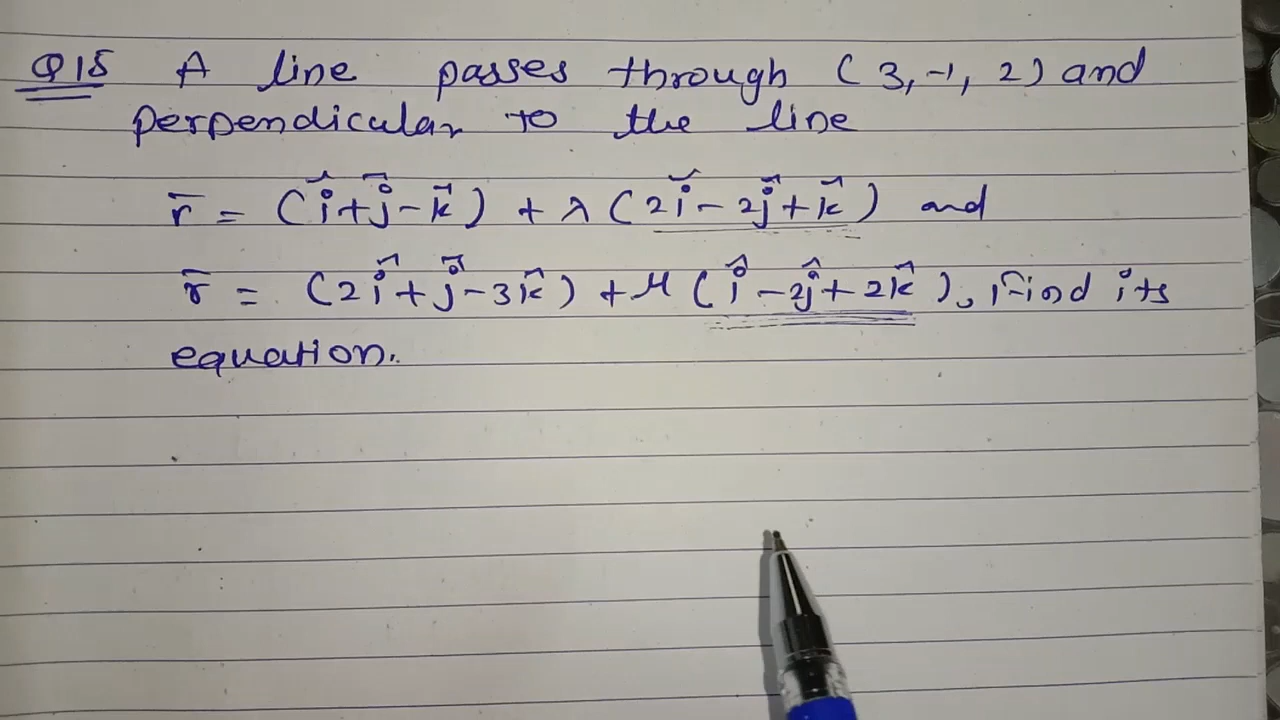 Q18 A line passes through (3,-1, 2) and
perpendicular to the line
r̄ = (î+ĵ-k̂) + λ(2î-2ĵ+k̂) and
r̄ = (2î+ĵ-3k̂) + μ(î-2ĵ+2k̂), Find its
equation.